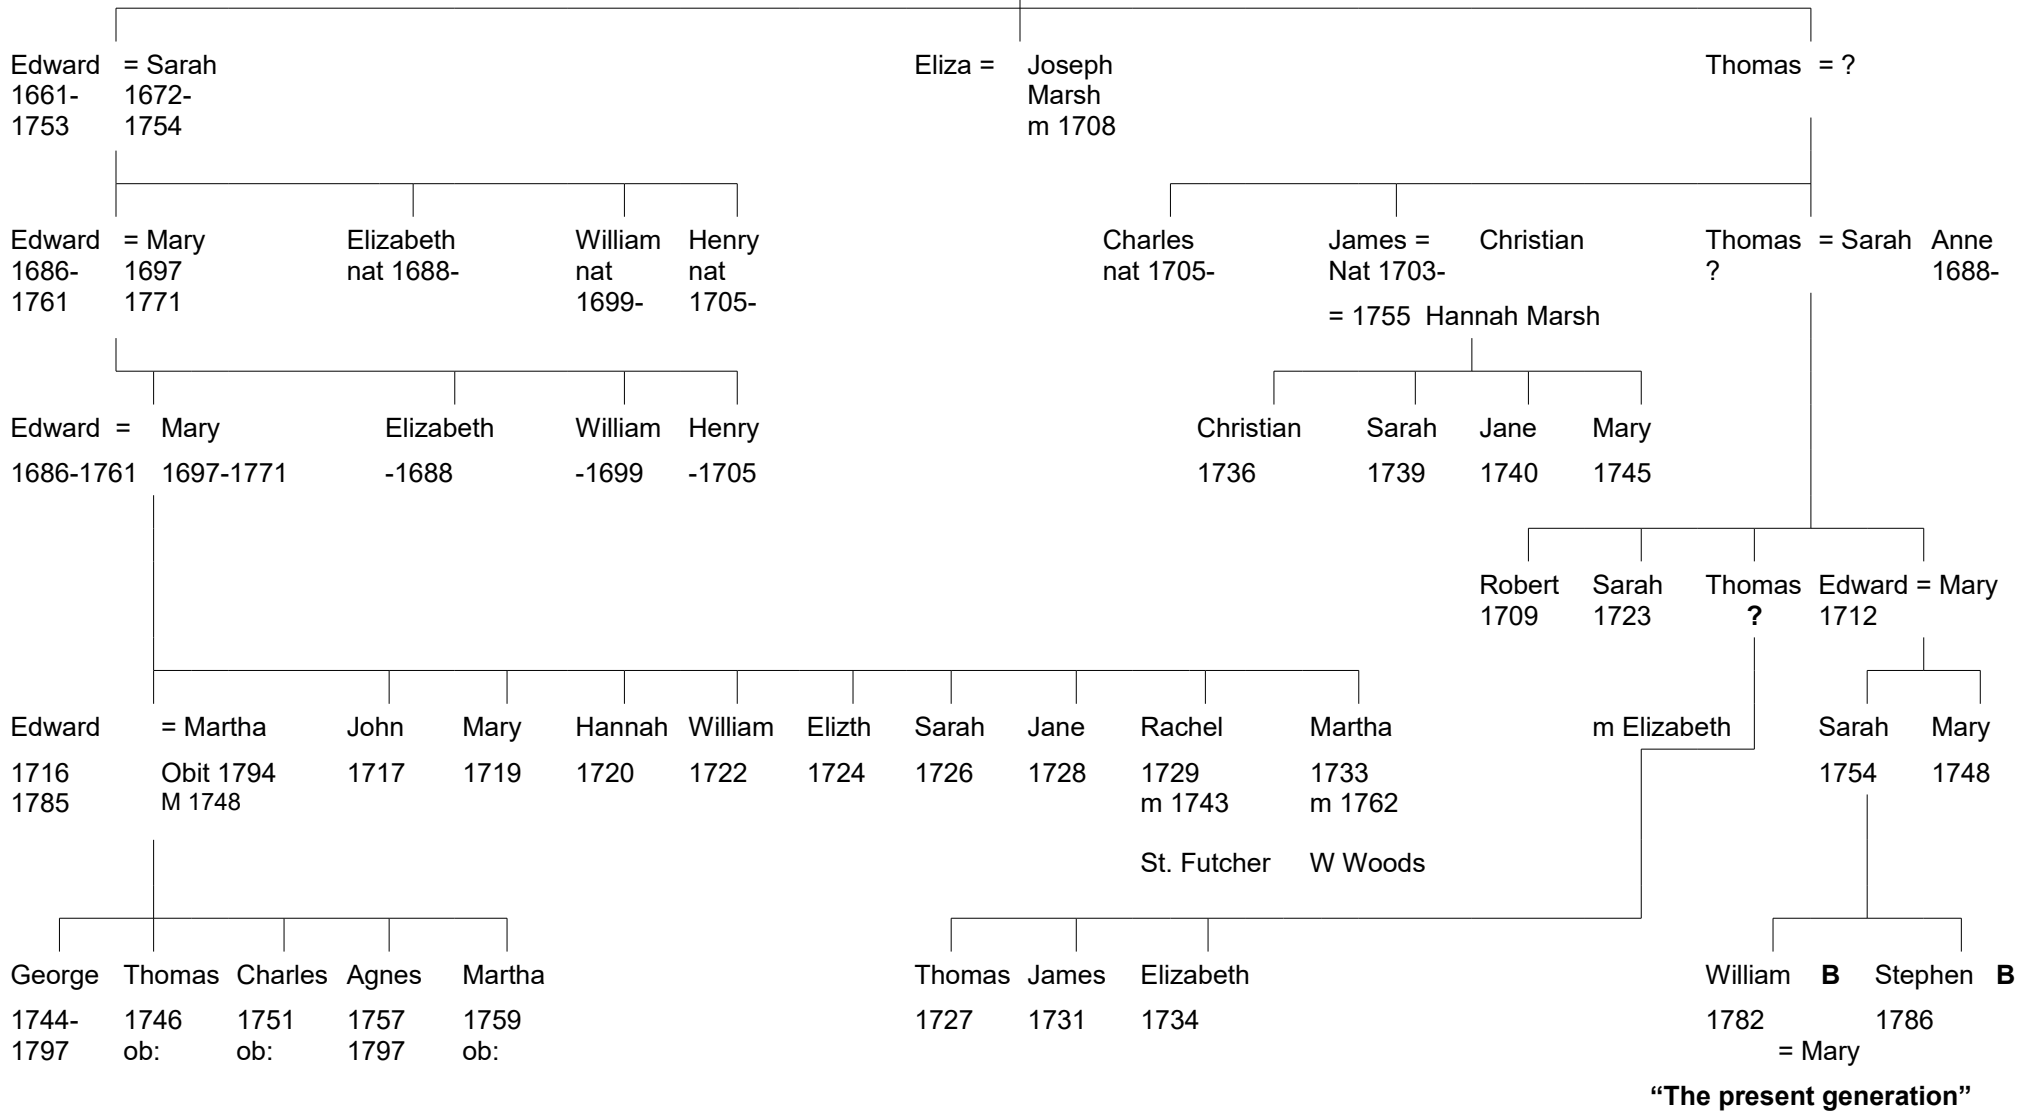 Edward = Sarah Eliza = Joseph Thomas = ?
1661- 1672- Marsh
1753 1754 m 1708
Edward = Mary Elizabeth William Henry Charles James = Christian Thomas = Sarah Anne
1686- 1697 nat 1688- nat nat nat 1705- Nat 1703- ? 1688-
1761 1771 1699- 1705-
= 1755 Hannah Marsh
Edward = Mary Elizabeth William Henry Christian Sarah Jane Mary
1686-1761 1697-1771 -1688 -1699 -1705 1736 1739 1740 1745
Robert Sarah Thomas Edward = Mary
1709 1723 ? 1712
Edward = Martha John Mary Hannah William Elizth Sarah Jane Rachel Martha m Elizabeth Sarah Mary
1716 Obit 1794 1717 1719 1720 1722 1724 1726 1728 1729 1733 1754 1748
1785 M 1748 m 1743 m 1762
St. Futcher W Woods
George Thomas Charles Agnes Martha Thomas James Elizabeth William B Stephen B
1744- 1746 1751 1757 1759 1727 1731 1734 1782 1786
1797 ob: ob: 1797 ob: = Mary
“The present generation”